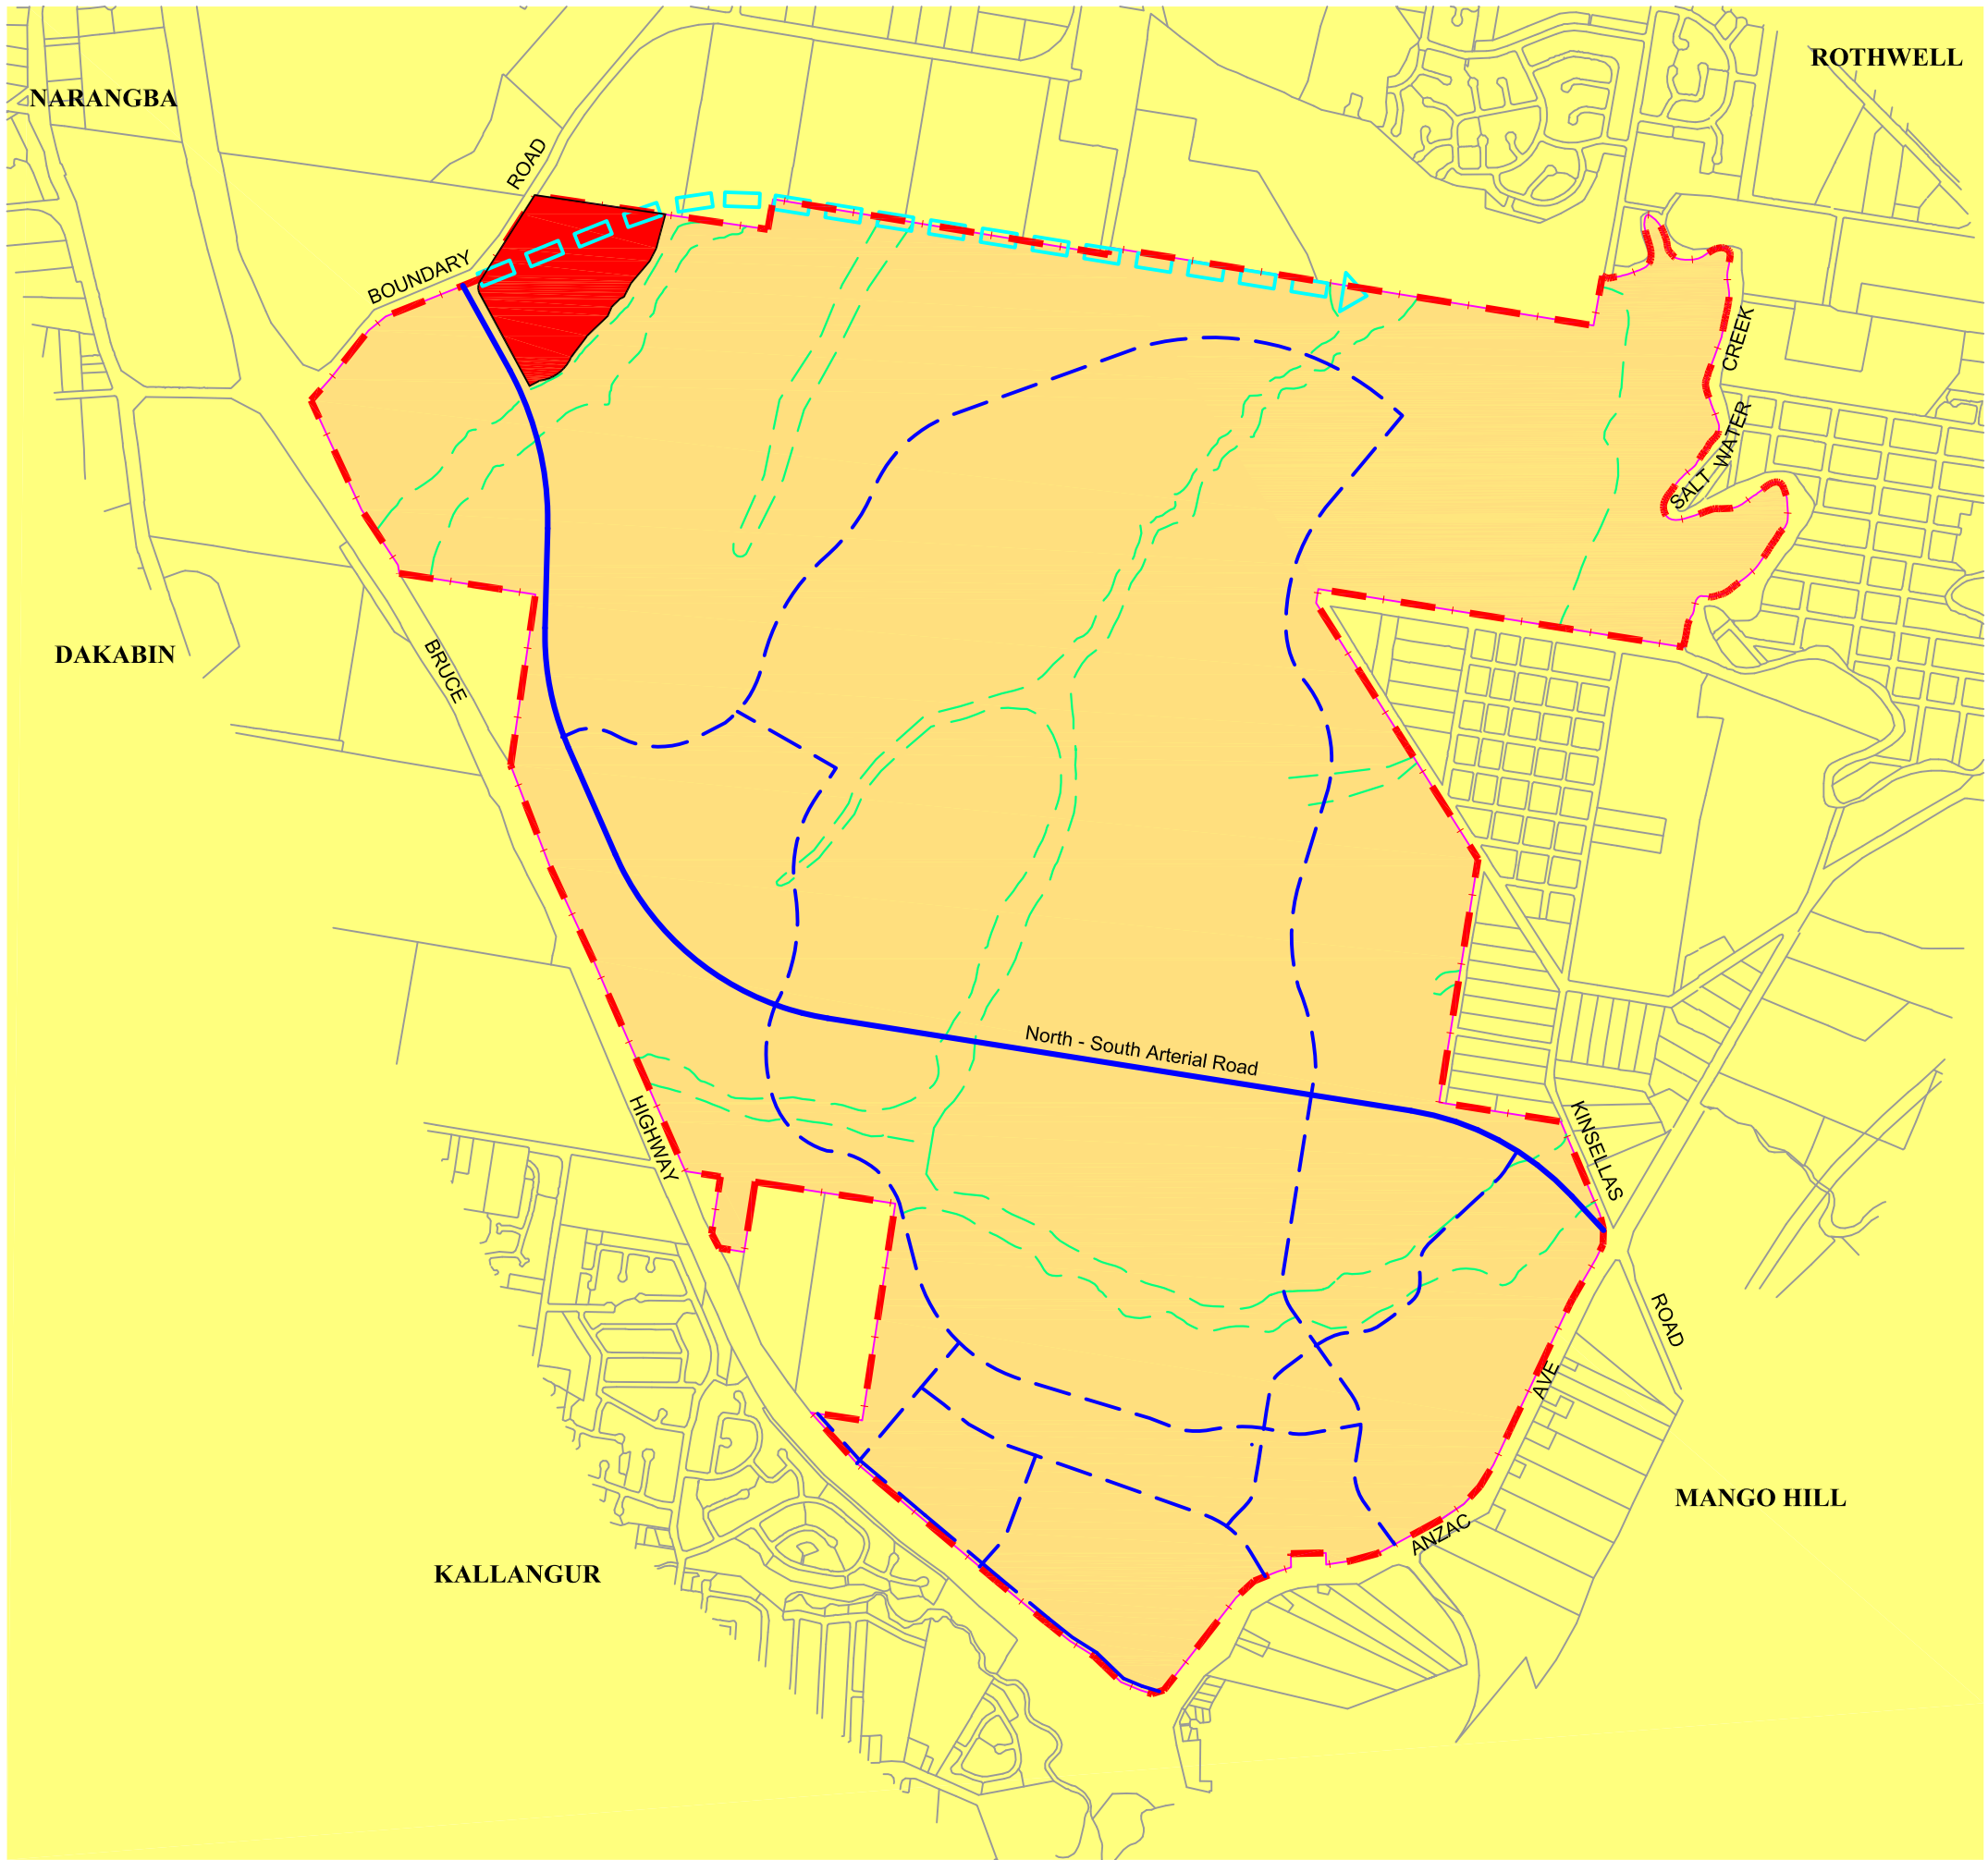 ROTHWELL
NARANGBA
ROAD
BOUNDARY
CREEK
WATER
SALT
DAKABIN
BRUCE
North - South Arterial Road
HIGHWAY
KINSELLAS
ROAD
AVE
MANGO HILL
ANZAC
KALLANGUR